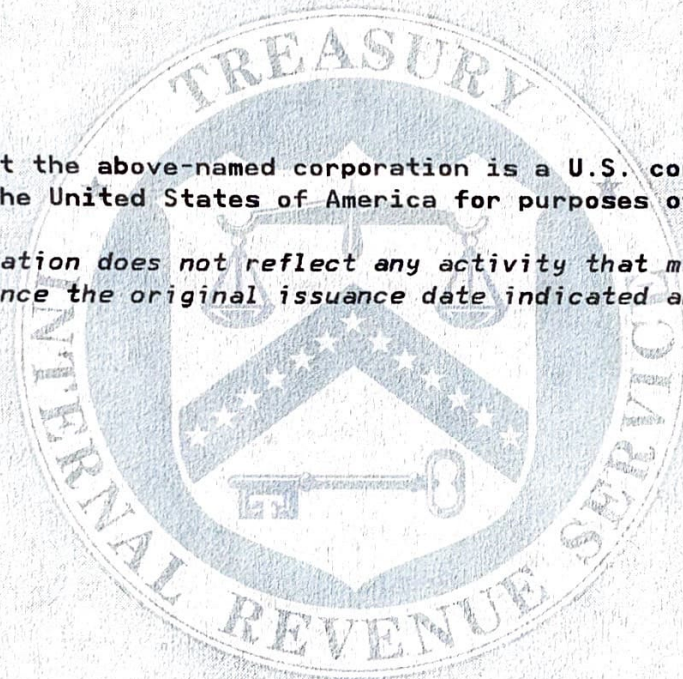 TREASURY
t the above-named corporation is a U.S. co
he United States of America for purposes o
ation does not reflect any activity that m
nce the original issuance date indicated a
INTERNAL REVENUE SERVICE